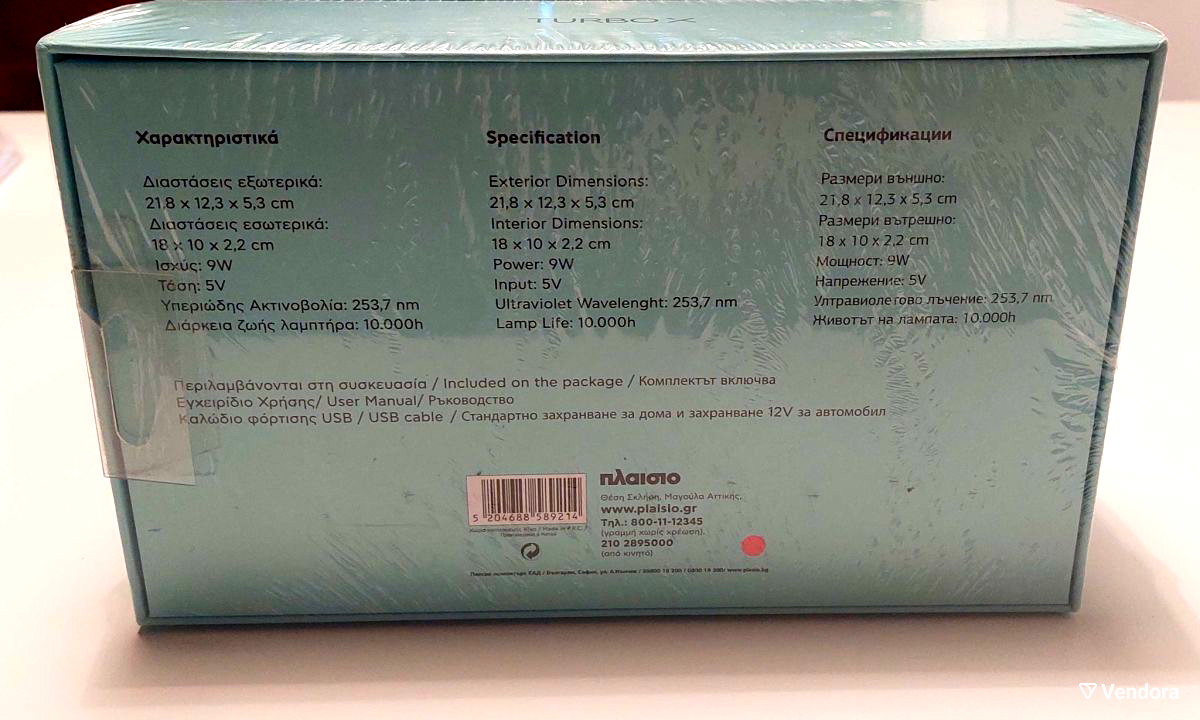 TURBO X
Χαρακτηριστικά
Διαστάσεις εξωτερικά:
21,8 x 12,3 x 5,3 cm
Διαστάσεις εσωτερικά:
18 x 10 x 2,2 cm
Ισχύς: 9W
Τάση: 5V
Υπεριώδης Ακτινοβολία: 253,7 nm
Διάρκεια ζωής λαμπτήρα: 10.000h
Specification
Exterior Dimensions:
21,8 x 12,3 x 5,3 cm
Interior Dimensions:
18 x 10 x 2,2 cm
Power: 9W
Input: 5V
Ultraviolet Wavelenght: 253,7 nm
Lamp Life: 10.000h
Спецификации
Размери външно:
21,8 x 12,3 x 5,3 cm
Размери вътрешно:
18 x 10 x 2,2 cm
Мощност: 9W
Напрежение: 5V
Ултравиолетово лъчение: 253,7 nm
Животът на лампата: 10.000h
Περιλαμβάνονται στη συσκευασία / Included on the package / Комплектът включва
Εγχειρίδιο Χρήσης/ User Manual/ Ръководство
Καλώδιο φόρτισης USB / USB cable / Стандартно захранване за дома и захранване 12V за автомобил
5 204688 589214
Made in P.R.C.
πλαισιο
Θέση Σκλήρη, Μαγούλα Αττικής,
www.plaisio.gr
Τηλ.: 800-11-12345
(γραμμή χωρίς χρέωση).
210 2895000
(από κινητό)
www.plaisio.bg
Vendora